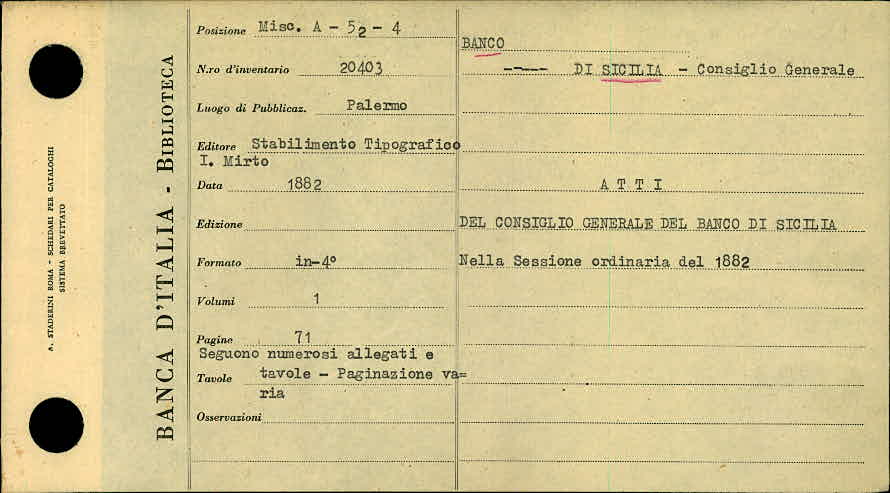 A. STADERINI ROMA - SCHEDARI PER CATALOGHI
SISTEMA BREVETTATO
BANCA D'ITALIA - BIBLIOTECA
Posizione Misc. A - 52 - 4
N.ro d'inventario 20403
Luogo di Pubblicaz. Palermo
Editore Stabilimento Tipografico
I. Mirto
Data 1882
Edizione
Formato in-4°
Volumi 1
Pagine 71
Seguono numerosi allegati e
Tavole tavole - Paginazione va=
ria
Osservazioni
BANCO
----- DI SICILIA - Consiglio Generale
A T T I
DEL CONSIGLIO GENERALE DEL BANCO DI SICILIA
Nella Sessione ordinaria del 1882